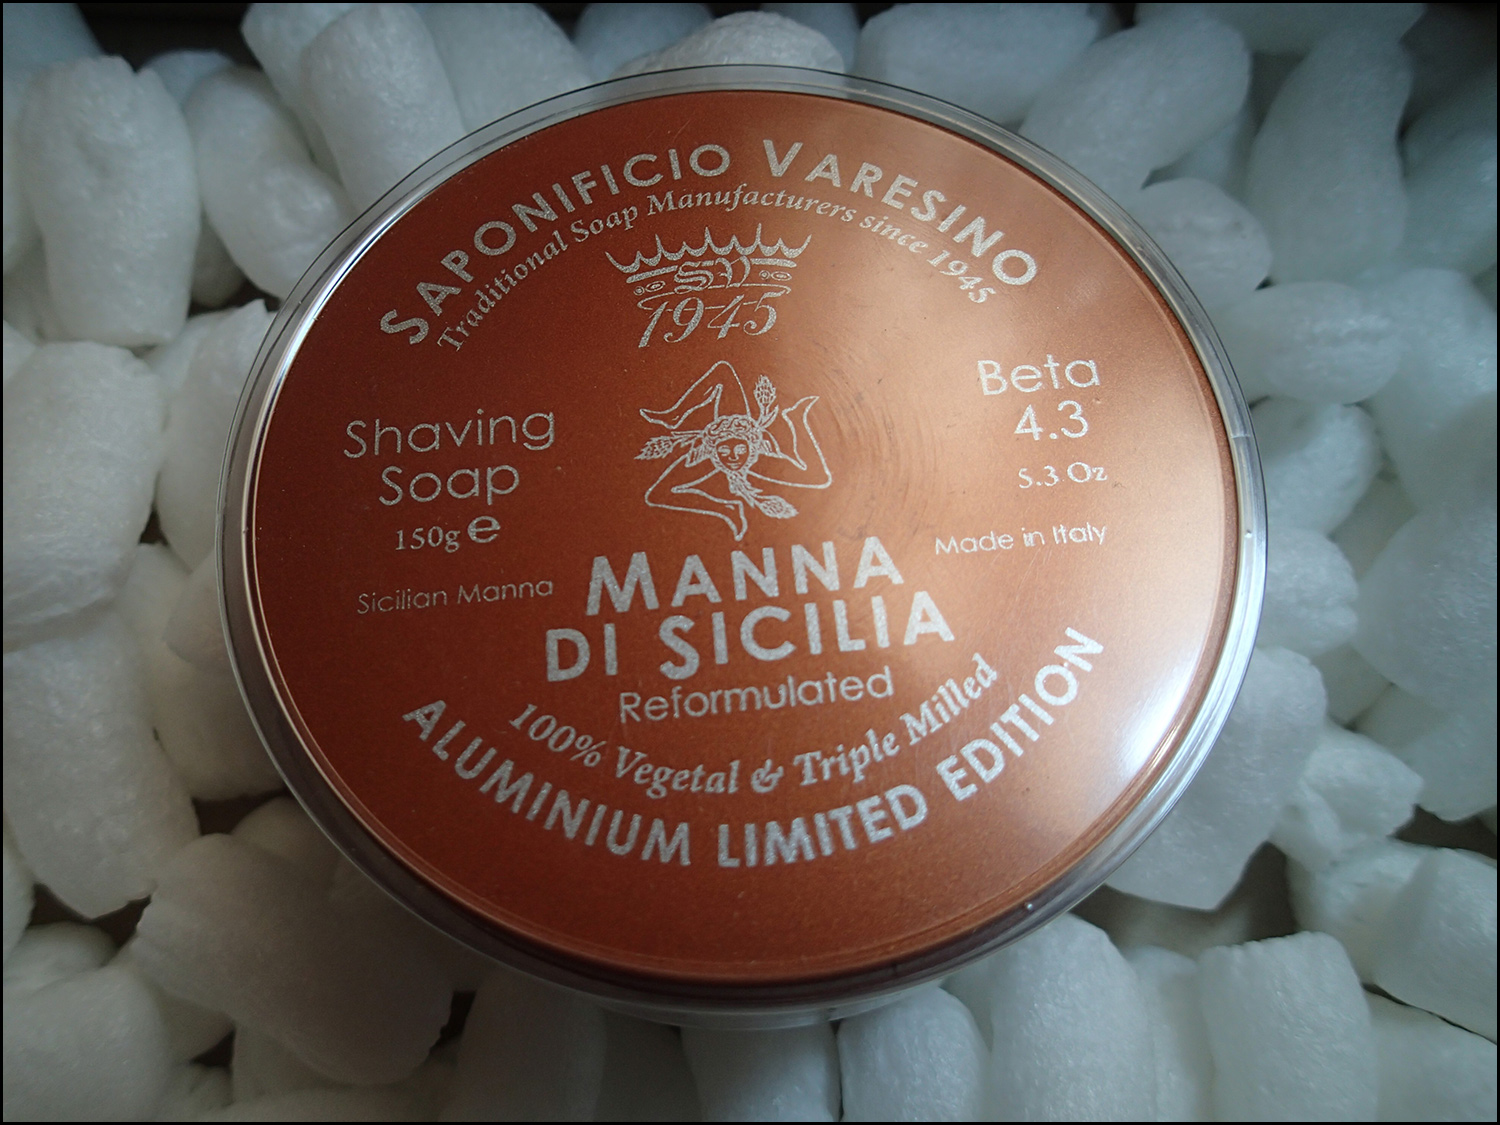 SAPONIFICIO VARESINO
Traditional Soap Manufacturers since 1945
SV
1945
Shaving
Soap
150g e
Sicilian Manna
Beta
4.3
5.3 Oz
Made in Italy
MANNA
DI SICILIA
Reformulated
100% Vegetal & Triple Milled
ALUMINIUM LIMITED EDITION